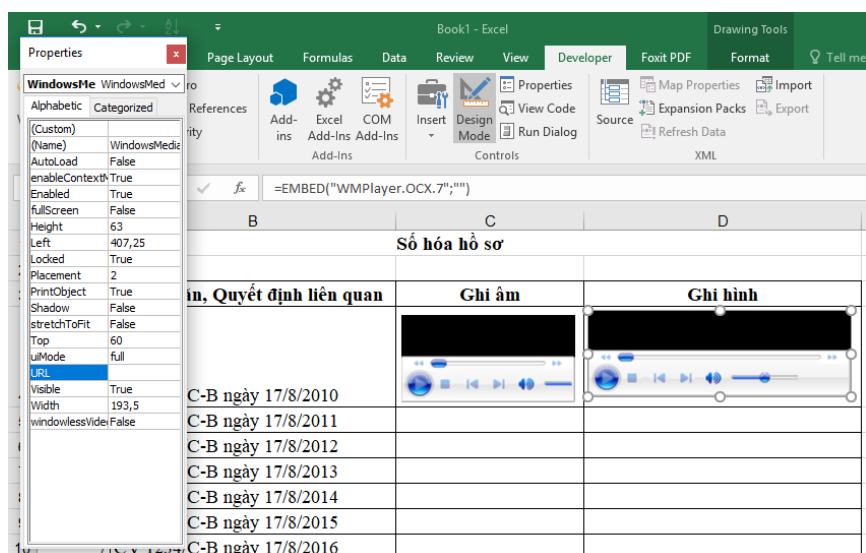 Book1 - Excel
Drawing Tools
Properties
Page Layout Formulas Data Review View Developer Foxit PDF Format Tell me
WindowsMe WindowsMed
Alphabetic Categorized
(Custom)
(Name) WindowsMedia
AutoLoad False
enableContextM True
Enabled True
fullScreen False
Height 63
Left 407,25
Locked True
Placement 2
PrintObject True
Shadow False
stretchToFit False
Top 60
uiMode full
URL
Visible True
Width 193,5
windowlessVide False
References
Add-
ins
Excel
Add-Ins
COM
Add-Ins
Add-Ins
Insert
Design
Mode
Properties
View Code
Run Dialog
Controls
Source
Map Properties
Expansion Packs
Refresh Data
Import
Export
XML
fx =EMBED("WMPlayer.OCX.7";"")
B C D
Số hóa hồ sơ
ăn, Quyết định liên quan Ghi âm Ghi hình
C-B ngày 17/8/2010
C-B ngày 17/8/2011
C-B ngày 17/8/2012
C-B ngày 17/8/2013
C-B ngày 17/8/2014
C-B ngày 17/8/2015
C-B ngày 17/8/2016